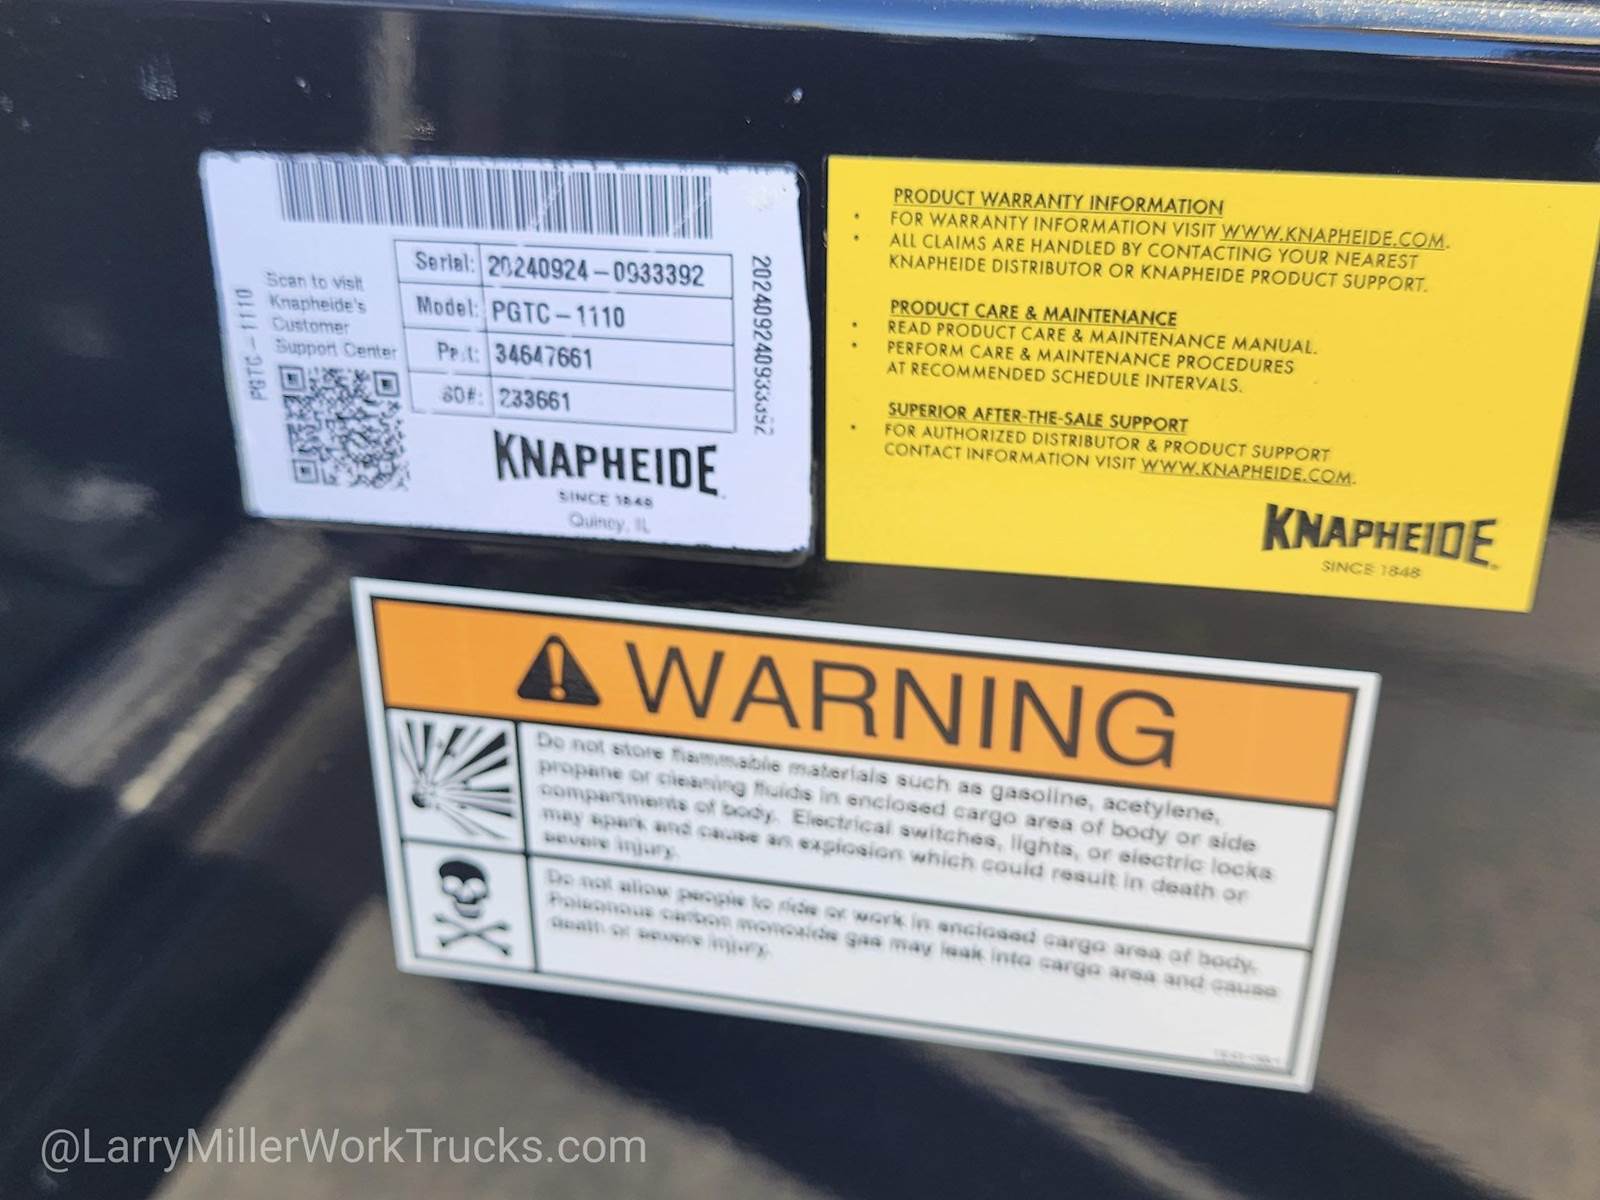 Serial: 20240924-0933392
Model: PGTC-1110
Part: 34647661
SO#: 233661
Scan to visit
Knapheide's
Customer
Support Center
PGTC-1110
202409240933392
KNAPHEIDE
SINCE 1848
Quincy, IL
PRODUCT WARRANTY INFORMATION
• FOR WARRANTY INFORMATION VISIT WWW.KNAPHEIDE.COM.
• ALL CLAIMS ARE HANDLED BY CONTACTING YOUR NEAREST
KNAPHEIDE DISTRIBUTOR OR KNAPHEIDE PRODUCT SUPPORT.
PRODUCT CARE & MAINTENANCE
• READ PRODUCT CARE & MAINTENANCE MANUAL.
• PERFORM CARE & MAINTENANCE PROCEDURES
AT RECOMMENDED SCHEDULE INTERVALS.
SUPERIOR AFTER-THE-SALE SUPPORT
• FOR AUTHORIZED DISTRIBUTOR & PRODUCT SUPPORT
CONTACT INFORMATION VISIT WWW.KNAPHEIDE.COM.
KNAPHEIDE
SINCE 1848
WARNING
Do not store flammable materials such as gasoline, acetylene,
propane or cleaning fluids in enclosed cargo area of body or side
compartments of body. Electrical switches, lights, or electric locks
may spark and cause an explosion which could result in death or
severe injury.
Do not allow people to ride or work in enclosed cargo area of body.
Poisonous carbon monoxide gas may leak into cargo area and cause
death or severe injury.
@LarryMillerWorkTrucks.com